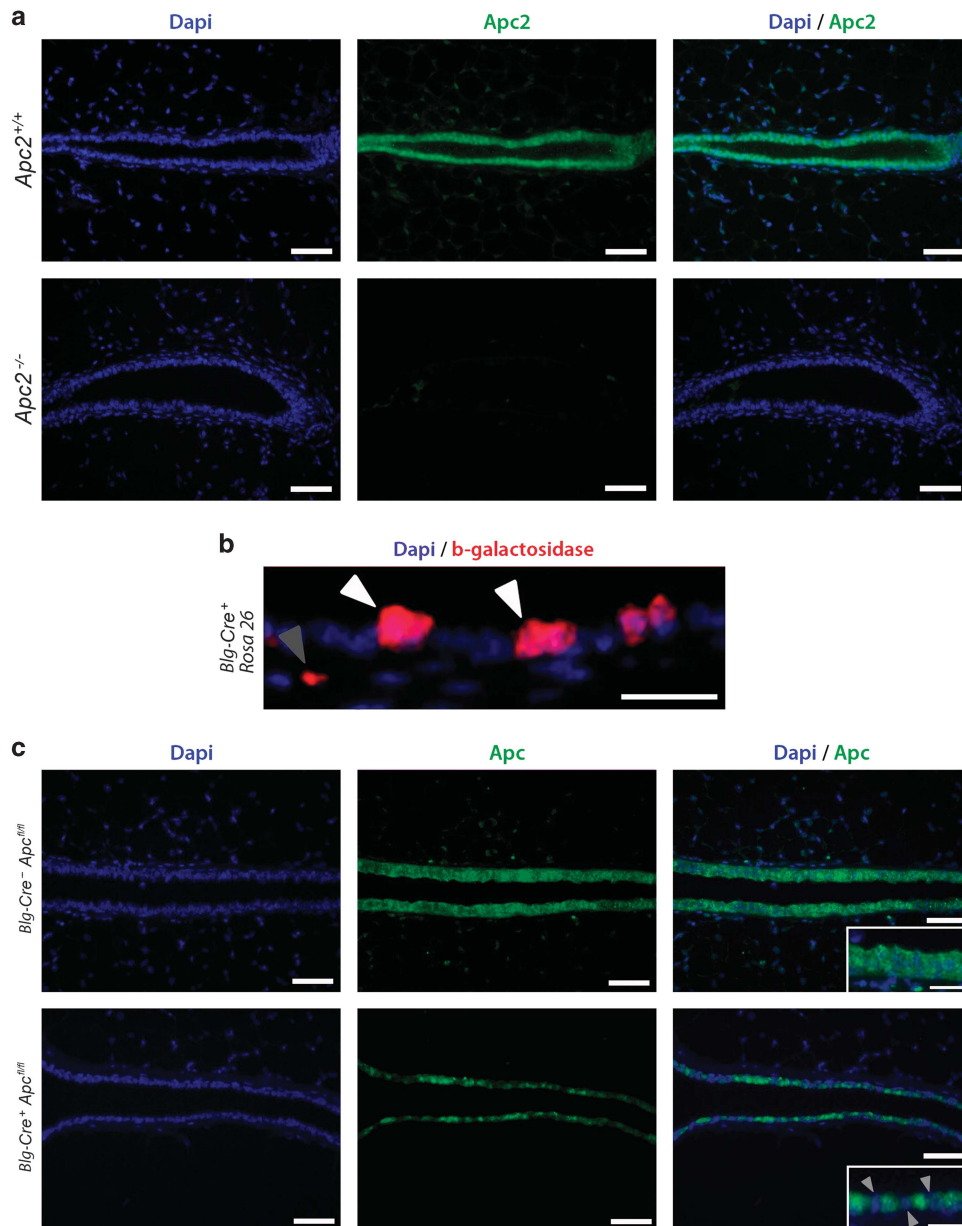 a
Dapi
Apc2
Dapi / Apc2
Apc2+/+
Apc2-/-
b
Dapi / b-galactosidase
Blg-Cre+
Rosa 26
c
Dapi
Apc
Dapi / Apc
Blg-Cre− Apcfl/fl
Blg-Cre+ Apcfl/fl